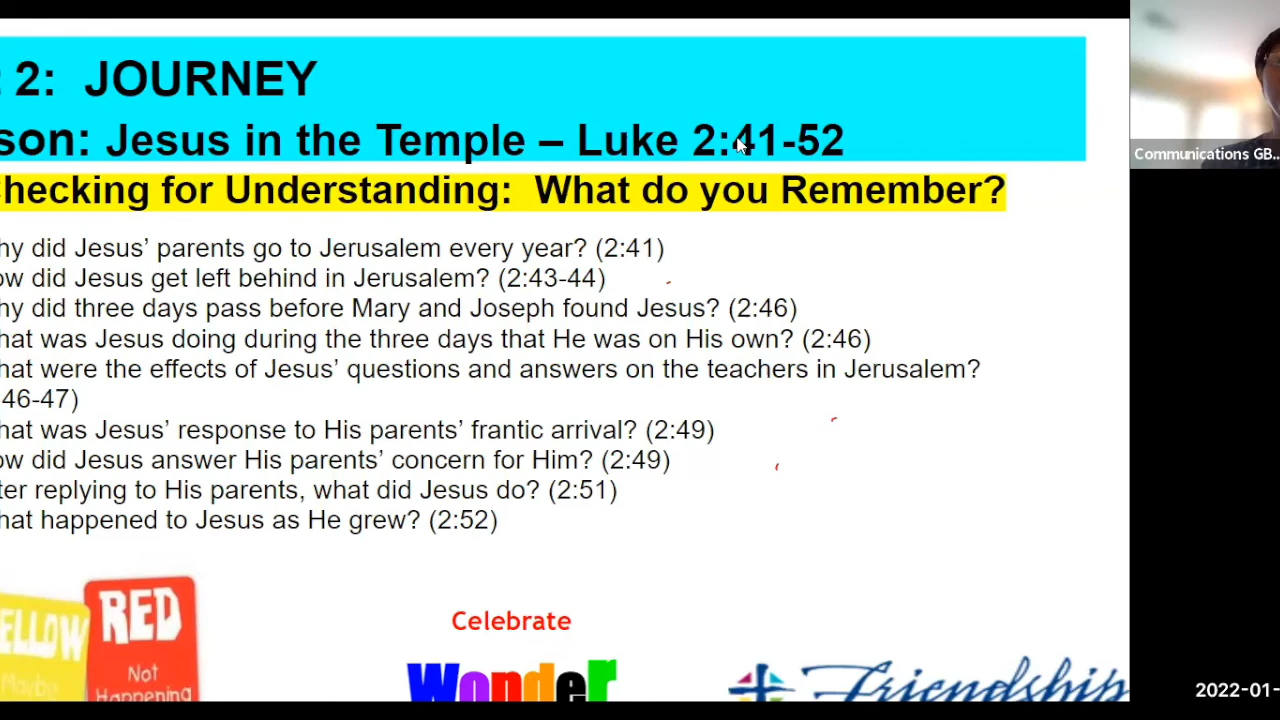 2: JOURNEY
son: Jesus in the Temple – Luke 2:41-52
hecking for Understanding: What do you Remember?
hy did Jesus’ parents go to Jerusalem every year? (2:41)
ow did Jesus get left behind in Jerusalem? (2:43-44)
hy did three days pass before Mary and Joseph found Jesus? (2:46)
hat was Jesus doing during the three days that He was on His own? (2:46)
hat were the effects of Jesus’ questions and answers on the teachers in Jerusalem?
46-47)
hat was Jesus’ response to His parents’ frantic arrival? (2:49)
ow did Jesus answer His parents’ concern for Him? (2:49)
ter replying to His parents, what did Jesus do? (2:51)
hat happened to Jesus as He grew? (2:52)
ELLOW
Maybe
RED
Not
Happening
Celebrate
Wonder
Friendship
Communications GB...
2022-01-